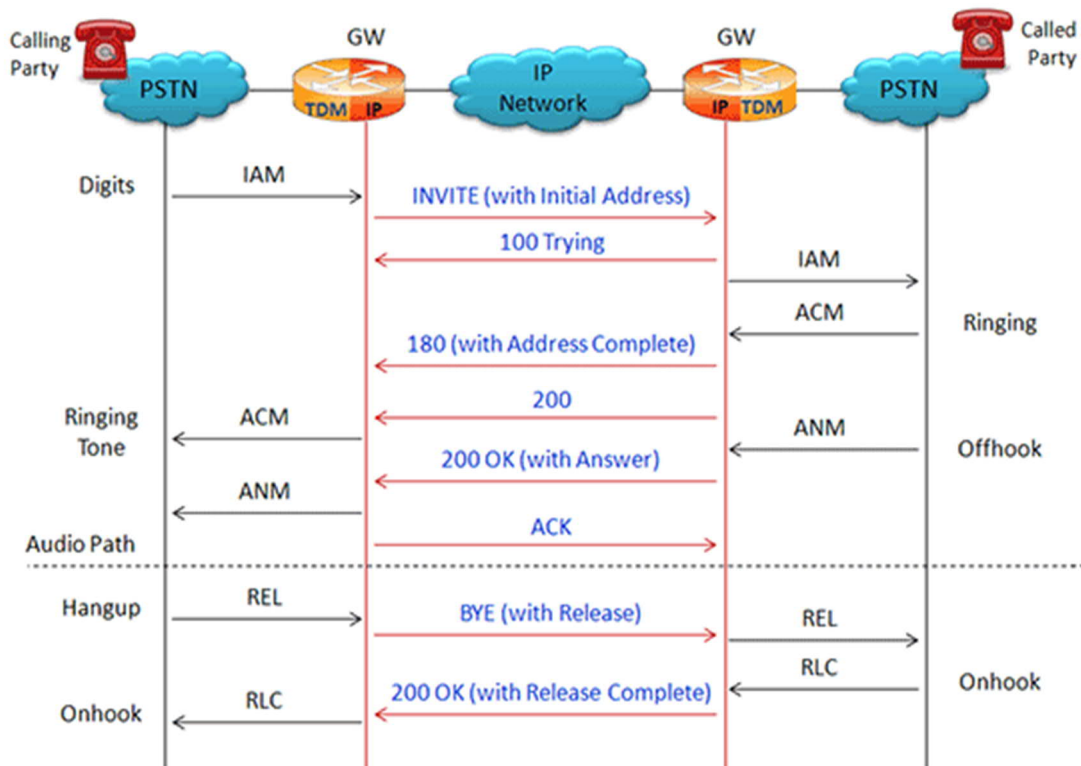 Calling
Party
GW
GW
Called
Party
PSTN
TDM
IP
IP
Network
IP
TDM
PSTN
Digits
IAM
INVITE (with Initial Address)
100 Trying
IAM
ACM
Ringing
180 (with Address Complete)
200
Ringing
Tone
ACM
ANM
Offhook
200 OK (with Answer)
ANM
ACK
Audio Path
Hangup
REL
BYE (with Release)
REL
RLC
Onhook
200 OK (with Release Complete)
Onhook
RLC